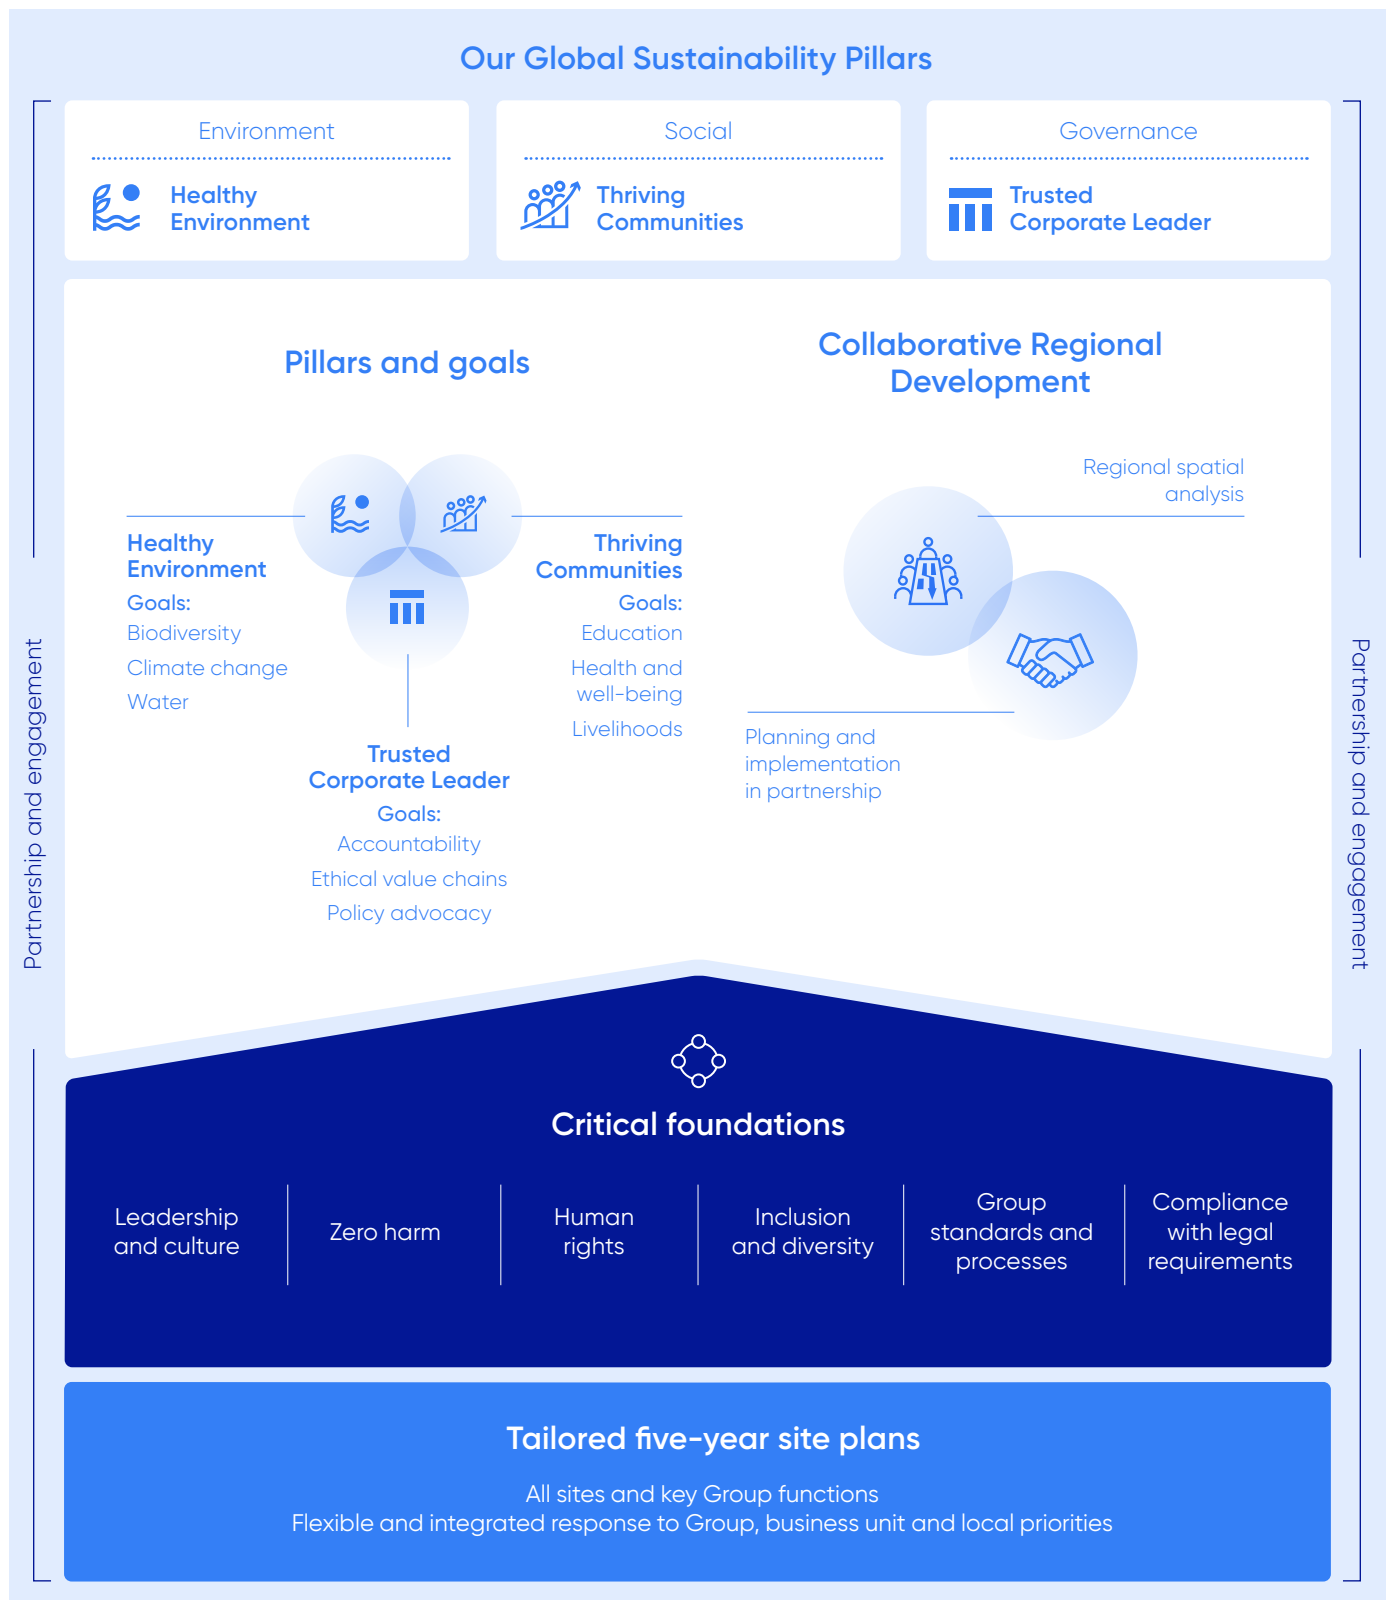 Our Global Sustainability Pillars
Environment
Healthy
Environment
Social
Thriving
Communities
Governance
Trusted
Corporate Leader
Pillars and goals
Healthy
Environment
Goals:
Biodiversity
Climate change
Water
Thriving
Communities
Goals:
Education
Health and
well-being
Livelihoods
Trusted
Corporate Leader
Goals:
Accountability
Ethical value chains
Policy advocacy
Collaborative Regional
Development
Regional spatial
analysis
Planning and
implementation
in partnership
Partnership and engagement
Partnership and engagement
Critical foundations
Leadership
and culture
Zero harm
Human
rights
Inclusion
and diversity
Group
standards and
processes
Compliance
with legal
requirements
Tailored five-year site plans
All sites and key Group functions
Flexible and integrated response to Group, business unit and local priorities